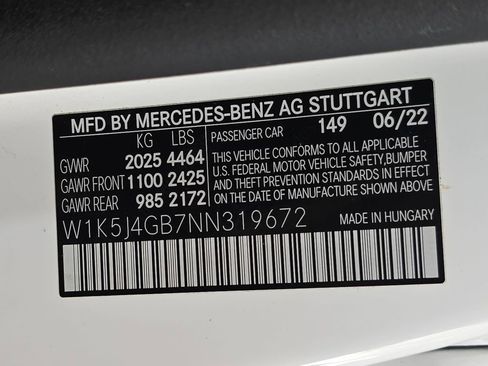 MFD BY MERCEDES-BENZ AG STUTTGART
KG LBS PASSENGER CAR 149 06/22
GVWR 2025 4464
GAWR FRONT 1100 2425
GAWR REAR 985 2172
THIS VEHICLE CONFORMS TO ALL APPLICABLE
U.S. FEDERAL MOTOR VEHICLE SAFETY, BUMPER
AND THEFT PREVENTION STANDARDS IN EFFECT
ON THE DATE OF MANUFACTURE SHOWN ABOVE.
W1K5J4GB7NN319672 MADE IN HUNGARY